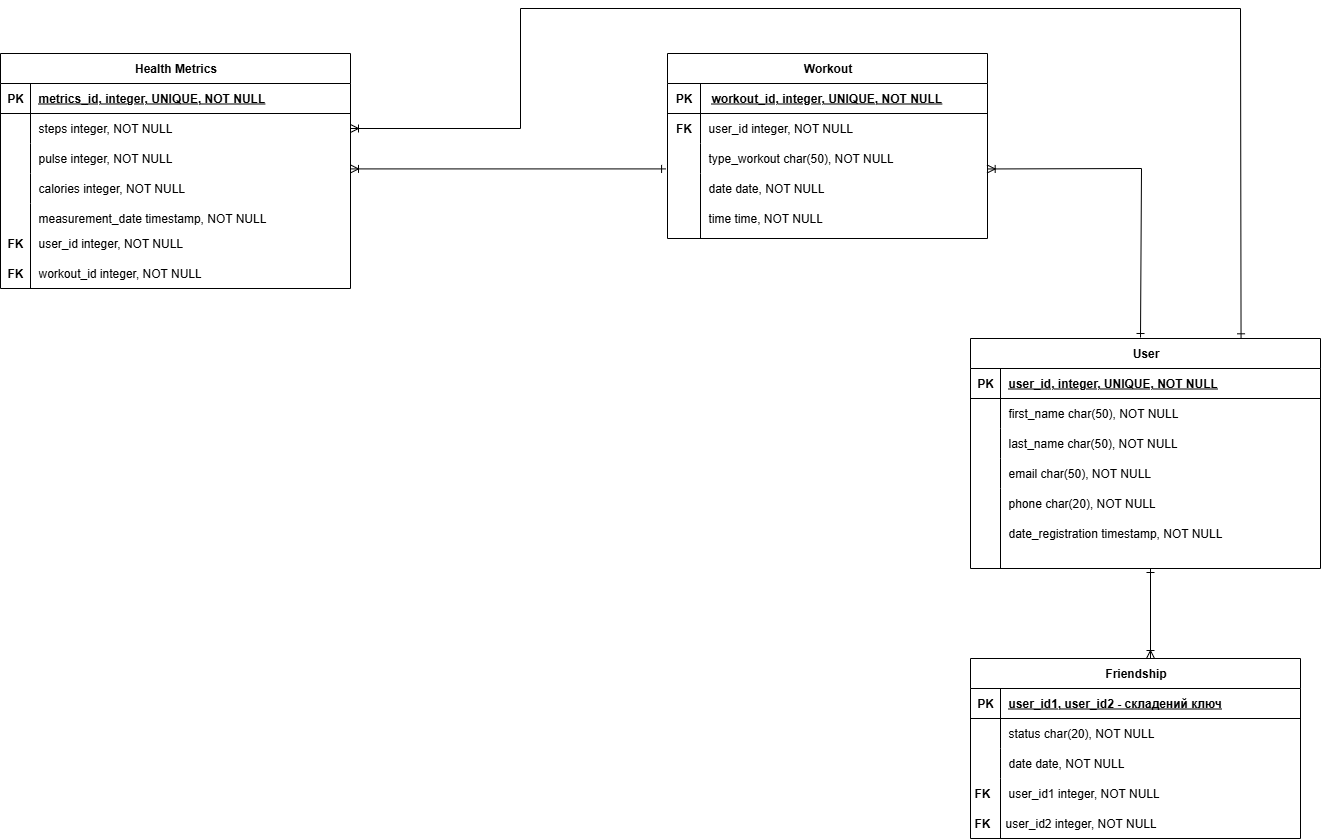 Health Metrics
PK metrics_id, integer, UNIQUE, NOT NULL
steps integer, NOT NULL
pulse integer, NOT NULL
calories integer, NOT NULL
measurement_date timestamp, NOT NULL
FK user_id integer, NOT NULL
FK workout_id integer, NOT NULL
Workout
PK workout_id, integer, UNIQUE, NOT NULL
FK user_id integer, NOT NULL
type_workout char(50), NOT NULL
date date, NOT NULL
time time, NOT NULL
User
PK user_id, integer, UNIQUE, NOT NULL
first_name char(50), NOT NULL
last_name char(50), NOT NULL
email char(50), NOT NULL
phone char(20), NOT NULL
date_registration timestamp, NOT NULL
Friendship
PK user_id1, user_id2 - складений ключ
status char(20), NOT NULL
date date, NOT NULL
FK user_id1 integer, NOT NULL
FK user_id2 integer, NOT NULL